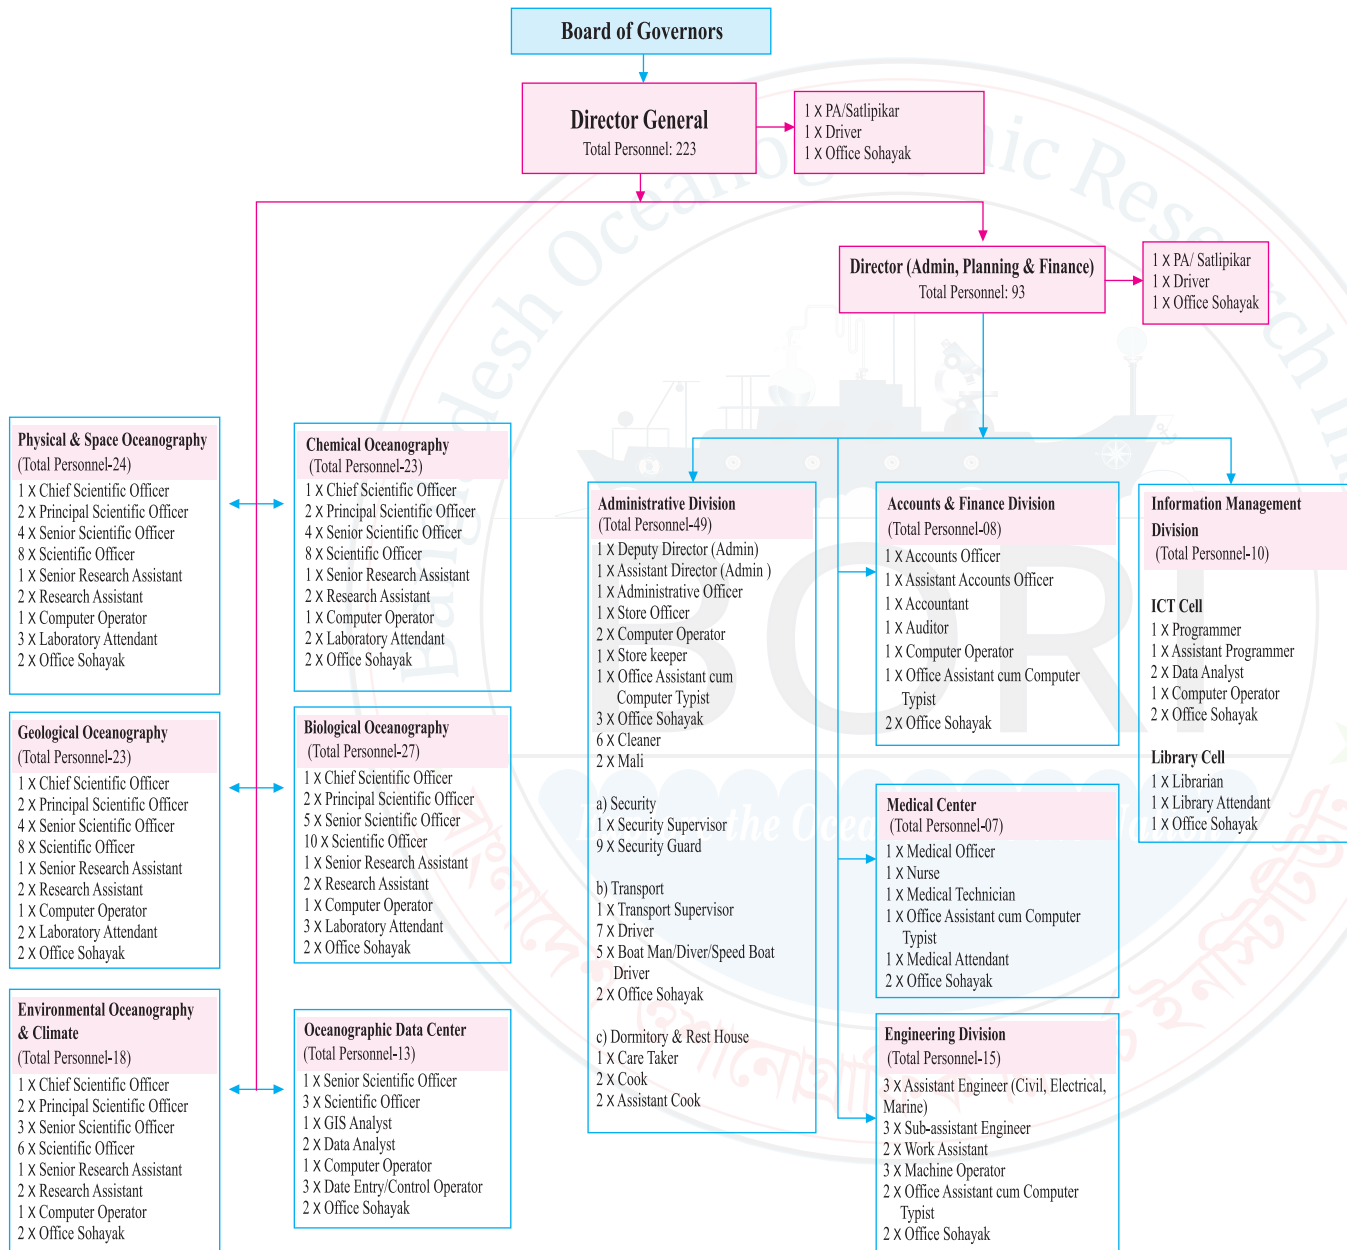 Board of Governors
Director General
Total Personnel: 223
1 X PA/Satlipikar
1 X Driver
1 X Office Sohayak
Director (Admin, Planning & Finance)
Total Personnel: 93
1 X PA/ Satlipikar
1 X Driver
1 X Office Sohayak
Physical & Space Oceanography
(Total Personnel-24)
1 X Chief Scientific Officer
2 X Principal Scientific Officer
4 X Senior Scientific Officer
8 X Scientific Officer
1 X Senior Research Assistant
2 X Research Assistant
1 X Computer Operator
3 X Laboratory Attendant
2 X Office Sohayak
Chemical Oceanography
(Total Personnel-23)
1 X Chief Scientific Officer
2 X Principal Scientific Officer
4 X Senior Scientific Officer
8 X Scientific Officer
1 X Senior Research Assistant
2 X Research Assistant
1 X Computer Operator
2 X Laboratory Attendant
2 X Office Sohayak
Geological Oceanography
(Total Personnel-23)
1 X Chief Scientific Officer
2 X Principal Scientific Officer
4 X Senior Scientific Officer
8 X Scientific Officer
1 X Senior Research Assistant
2 X Research Assistant
1 X Computer Operator
2 X Laboratory Attendant
2 X Office Sohayak
Biological Oceanography
(Total Personnel-27)
1 X Chief Scientific Officer
2 X Principal Scientific Officer
5 X Senior Scientific Officer
10 X Scientific Officer
1 X Senior Research Assistant
2 X Research Assistant
1 X Computer Operator
3 X Laboratory Attendant
2 X Office Sohayak
Environmental Oceanography
& Climate
(Total Personnel-18)
1 X Chief Scientific Officer
2 X Principal Scientific Officer
3 X Senior Scientific Officer
6 X Scientific Officer
1 X Senior Research Assistant
2 X Research Assistant
1 X Computer Operator
2 X Office Sohayak
Oceanographic Data Center
(Total Personnel-13)
1 X Senior Scientific Officer
3 X Scientific Officer
1 X GIS Analyst
2 X Data Analyst
1 X Computer Operator
3 X Date Entry/Control Operator
2 X Office Sohayak
Administrative Division
(Total Personnel-49)
1 X Deputy Director (Admin)
1 X Assistant Director (Admin )
1 X Administrative Officer
1 X Store Officer
2 X Computer Operator
1 X Store keeper
1 X Office Assistant cum
Computer Typist
3 X Office Sohayak
6 X Cleaner
2 X Mali
a) Security
1 X Security Supervisor
9 X Security Guard
b) Transport
1 X Transport Supervisor
7 X Driver
5 X Boat Man/Diver/Speed Boat
Driver
2 X Office Sohayak
c) Dormitory & Rest House
1 X Care Taker
2 X Cook
2 X Assistant Cook
Accounts & Finance Division
(Total Personnel-08)
1 X Accounts Officer
1 X Assistant Accounts Officer
1 X Accountant
1 X Auditor
1 X Computer Operator
1 X Office Assistant cum Computer
Typist
2 X Office Sohayak
Medical Center
(Total Personnel-07)
1 X Medical Officer
1 X Nurse
1 X Medical Technician
1 X Office Assistant cum Computer
Typist
1 X Medical Attendant
2 X Office Sohayak
Engineering Division
(Total Personnel-15)
3 X Assistant Engineer (Civil, Electrical,
Marine)
3 X Sub-assistant Engineer
2 X Work Assistant
3 X Machine Operator
2 X Office Assistant cum Computer
Typist
2 X Office Sohayak
Information Management
Division
(Total Personnel-10)
ICT Cell
1 X Programmer
1 X Assistant Programmer
2 X Data Analyst
1 X Computer Operator
2 X Office Sohayak
Library Cell
1 X Librarian
1 X Library Attendant
1 X Office Sohayak
BORI